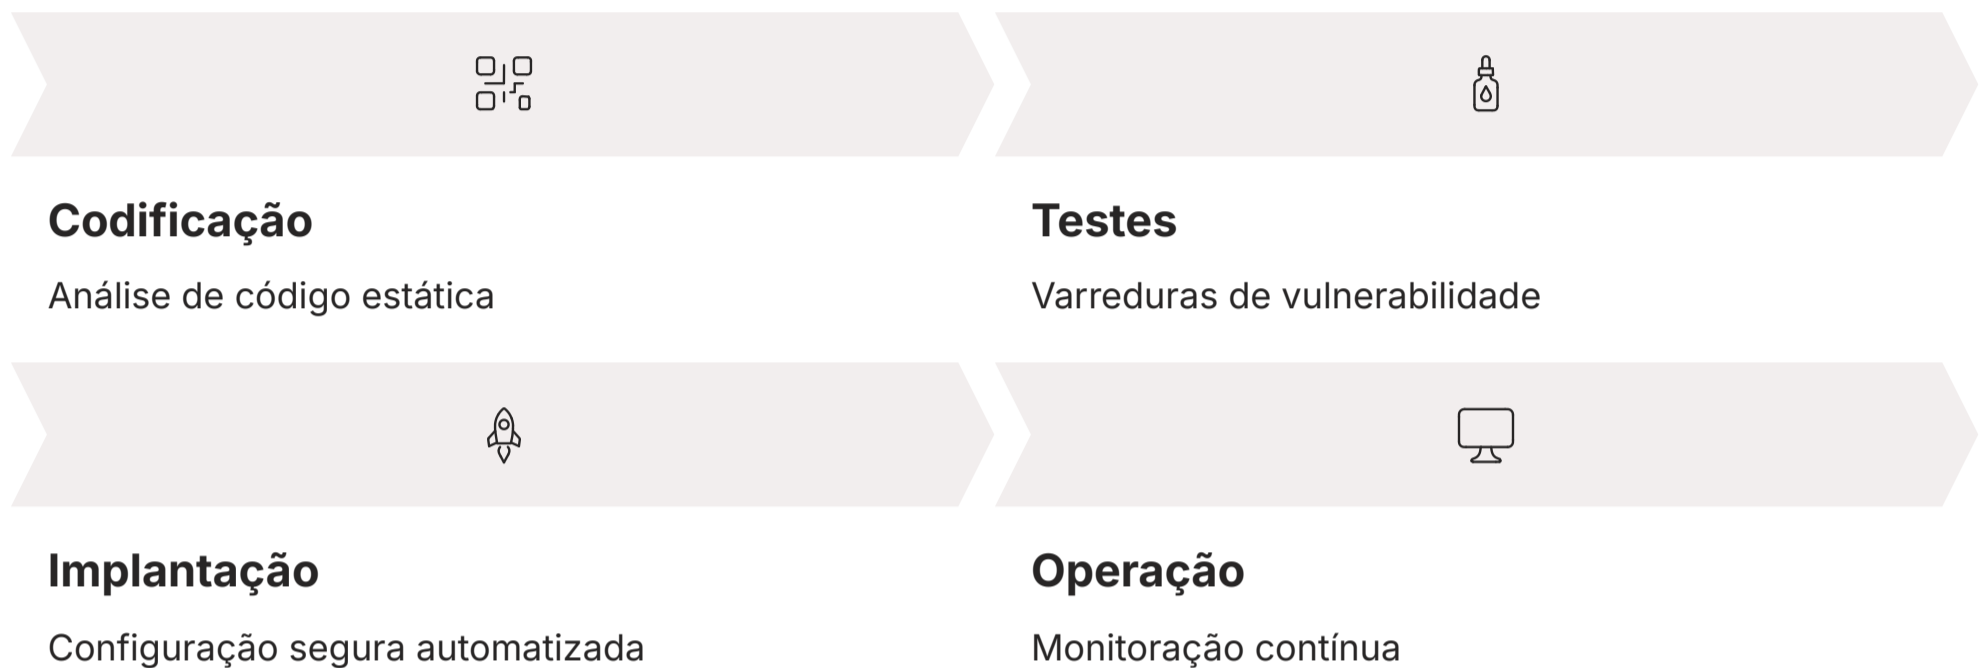 Codificação
Análise de código estática
Testes
Varreduras de vulnerabilidade
Implantação
Configuração segura automatizada
Operação
Monitoração contínua